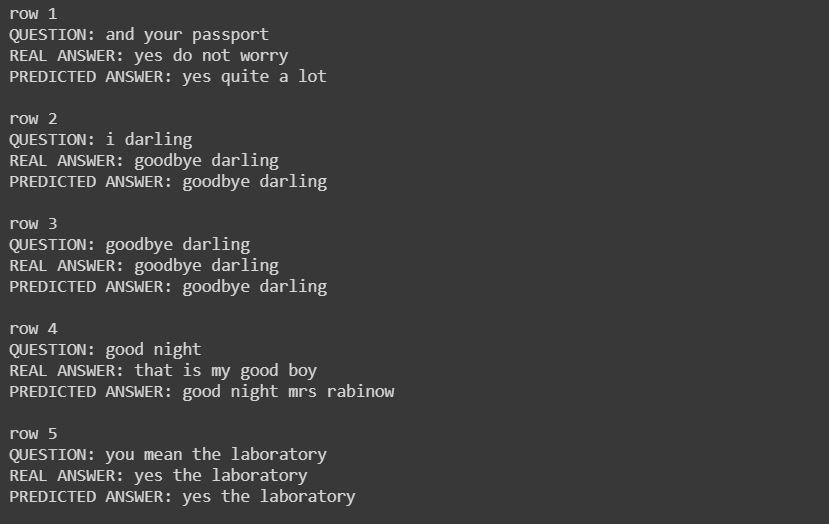 row 1
QUESTION: and your passport
REAL ANSWER: yes do not worry
PREDICTED ANSWER: yes quite a lot
row 2
QUESTION: i darling
REAL ANSWER: goodbye darling
PREDICTED ANSWER: goodbye darling
row 3
QUESTION: goodbye darling
REAL ANSWER: goodbye darling
PREDICTED ANSWER: goodbye darling
row 4
QUESTION: good night
REAL ANSWER: that is my good boy
PREDICTED ANSWER: good night mrs rabinow
row 5
QUESTION: you mean the laboratory
REAL ANSWER: yes the laboratory
PREDICTED ANSWER: yes the laboratory